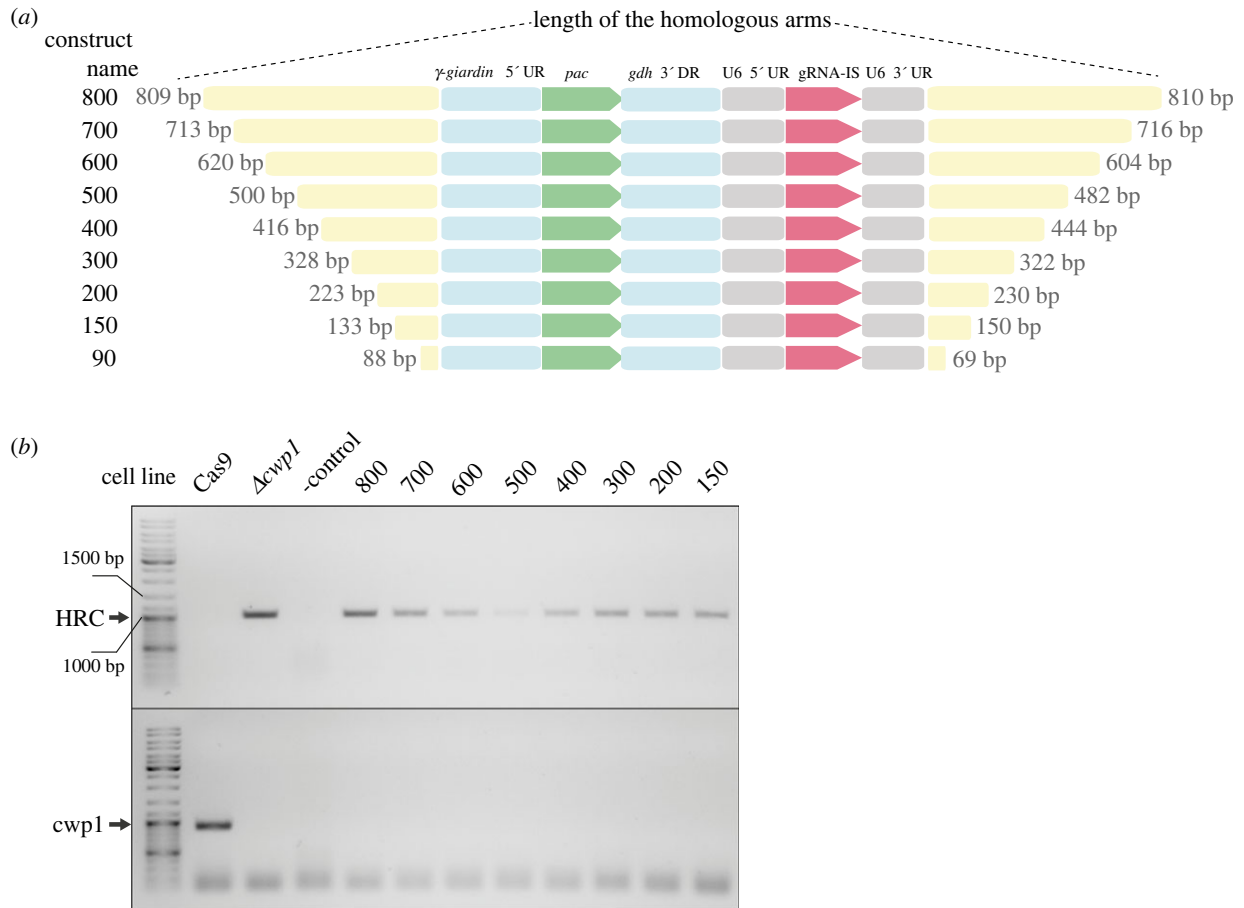 (a)
length of the homologous arms
construct
name
γ-giardin 5´ UR pac gdh 3´ DR U6 5´ UR gRNA-IS U6 3´ UR
800 809 bp 810 bp
700 713 bp 716 bp
600 620 bp 604 bp
500 500 bp 482 bp
400 416 bp 444 bp
300 328 bp 322 bp
200 223 bp 230 bp
150 133 bp 150 bp
90 88 bp 69 bp
(b)
cell line Cas9 Δcwp1 -control 800 700 600 500 400 300 200 150
1500 bp
HRC
1000 bp
cwp1